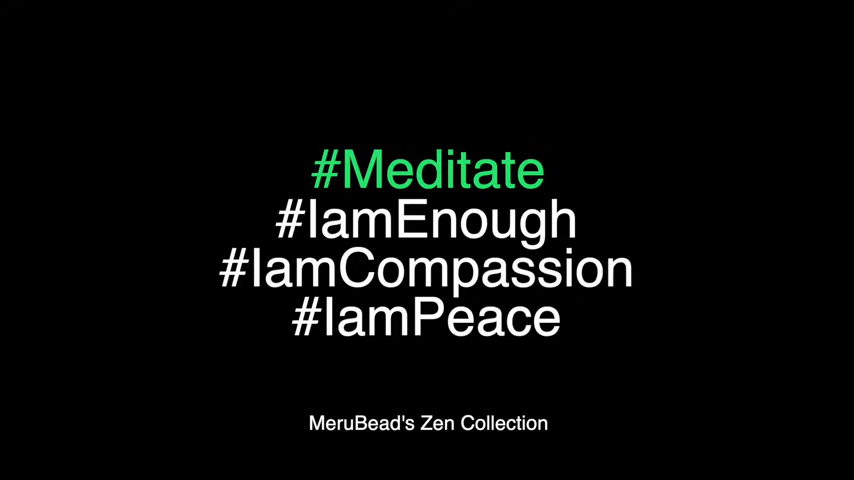 #Meditate
#IamEnough
#IamCompassion
#IamPeace
MeruBead's Zen Collection